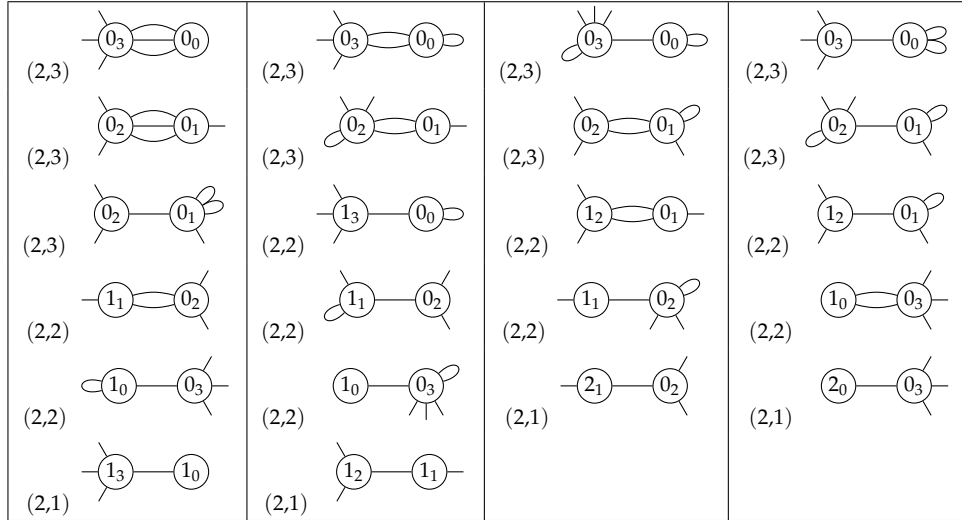 0₃ 0₀ 0₃ 0₀ 0₃ 0₀ 0₃ 0₀
(2,3) (2,3) (2,3) (2,3)
0₂ 0₁ 0₂ 0₁ 0₂ 0₁ 0₂ 0₁
(2,3) (2,3) (2,3) (2,3)
0₂ 0₁ 1₃ 0₀ 1₂ 0₁ 1₂ 0₁
(2,3) (2,2) (2,2) (2,2)
1₁ 0₂ 1₁ 0₂ 1₁ 0₂ 1₀ 0₃
(2,2) (2,2) (2,2) (2,2)
1₀ 0₃ 1₀ 0₃ 2₁ 0₂ 2₀ 0₃
(2,2) (2,2) (2,1) (2,1)
1₃ 1₀ 1₂ 1₁
(2,1) (2,1)